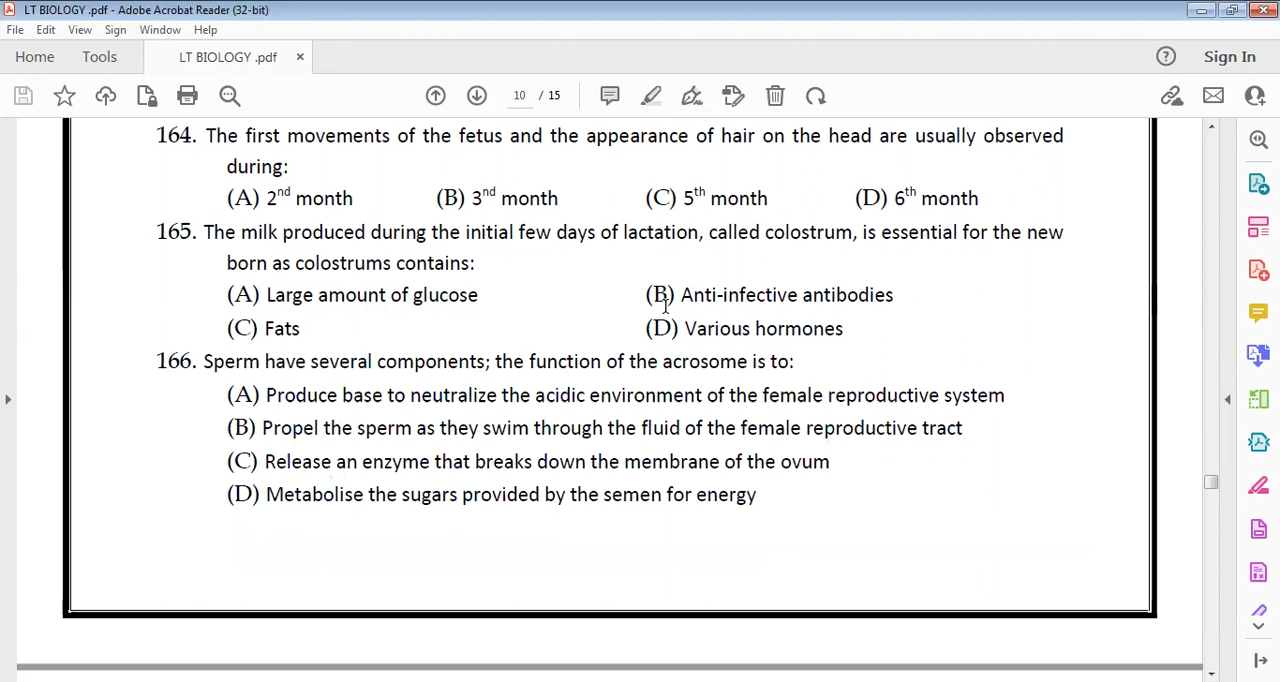 LT BIOLOGY .pdf - Adobe Acrobat Reader (32-bit)
File Edit View Sign Window Help
Home Tools LT BIOLOGY .pdf × Sign In
10 / 15
164. The first movements of the fetus and the appearance of hair on the head are usually observed
during:
(A) 2nd month (B) 3nd month (C) 5th month (D) 6th month
165. The milk produced during the initial few days of lactation, called colostrum, is essential for the new
born as colostrums contains:
(A) Large amount of glucose (B) Anti-infective antibodies
(C) Fats (D) Various hormones
166. Sperm have several components; the function of the acrosome is to:
(A) Produce base to neutralize the acidic environment of the female reproductive system
(B) Propel the sperm as they swim through the fluid of the female reproductive tract
(C) Release an enzyme that breaks down the membrane of the ovum
(D) Metabolise the sugars provided by the semen for energy